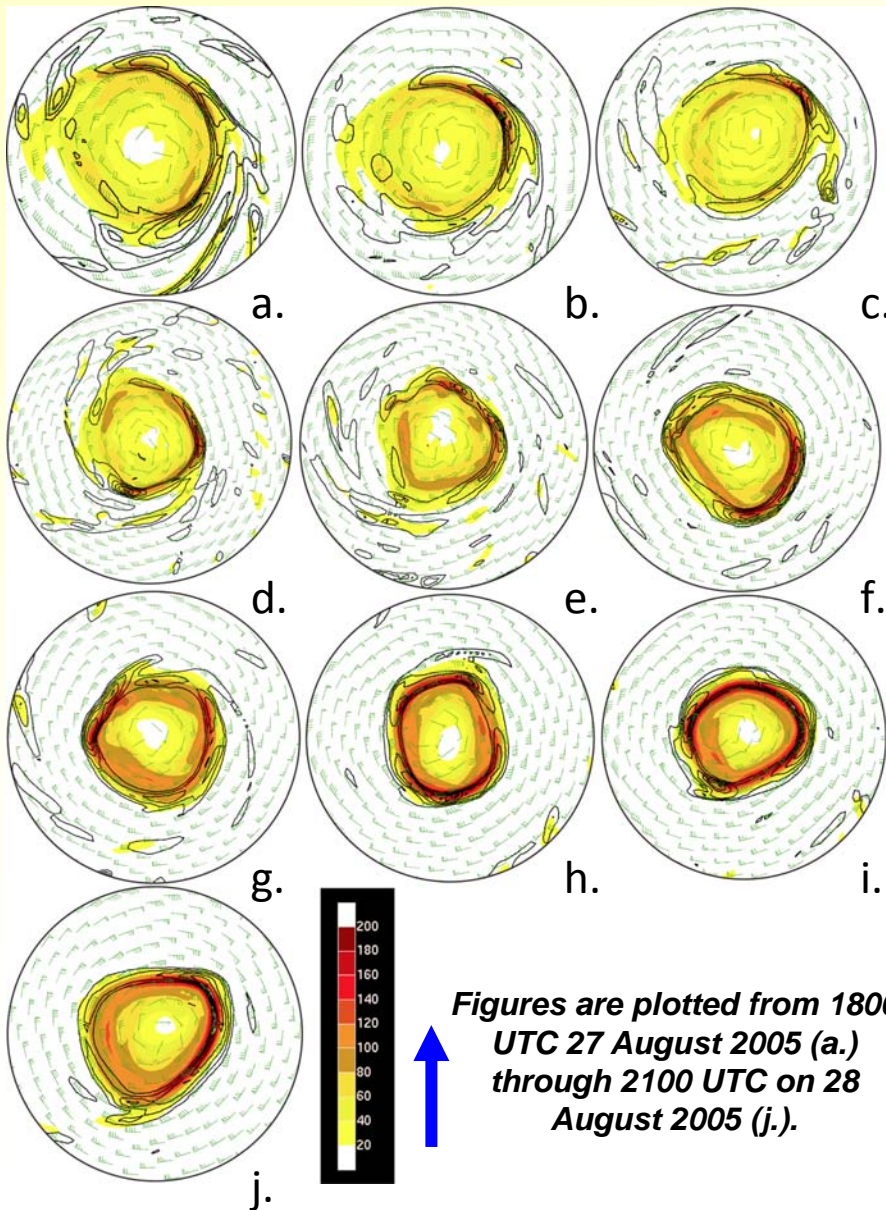 a.
b.
c.
d.
e.
f.
g.
h.
i.
j.
200
180
160
140
120
100
80
60
40
20
Figures are plotted from 1800
UTC 27 August 2005 (a.)
through 2100 UTC on 28
August 2005 (j.).